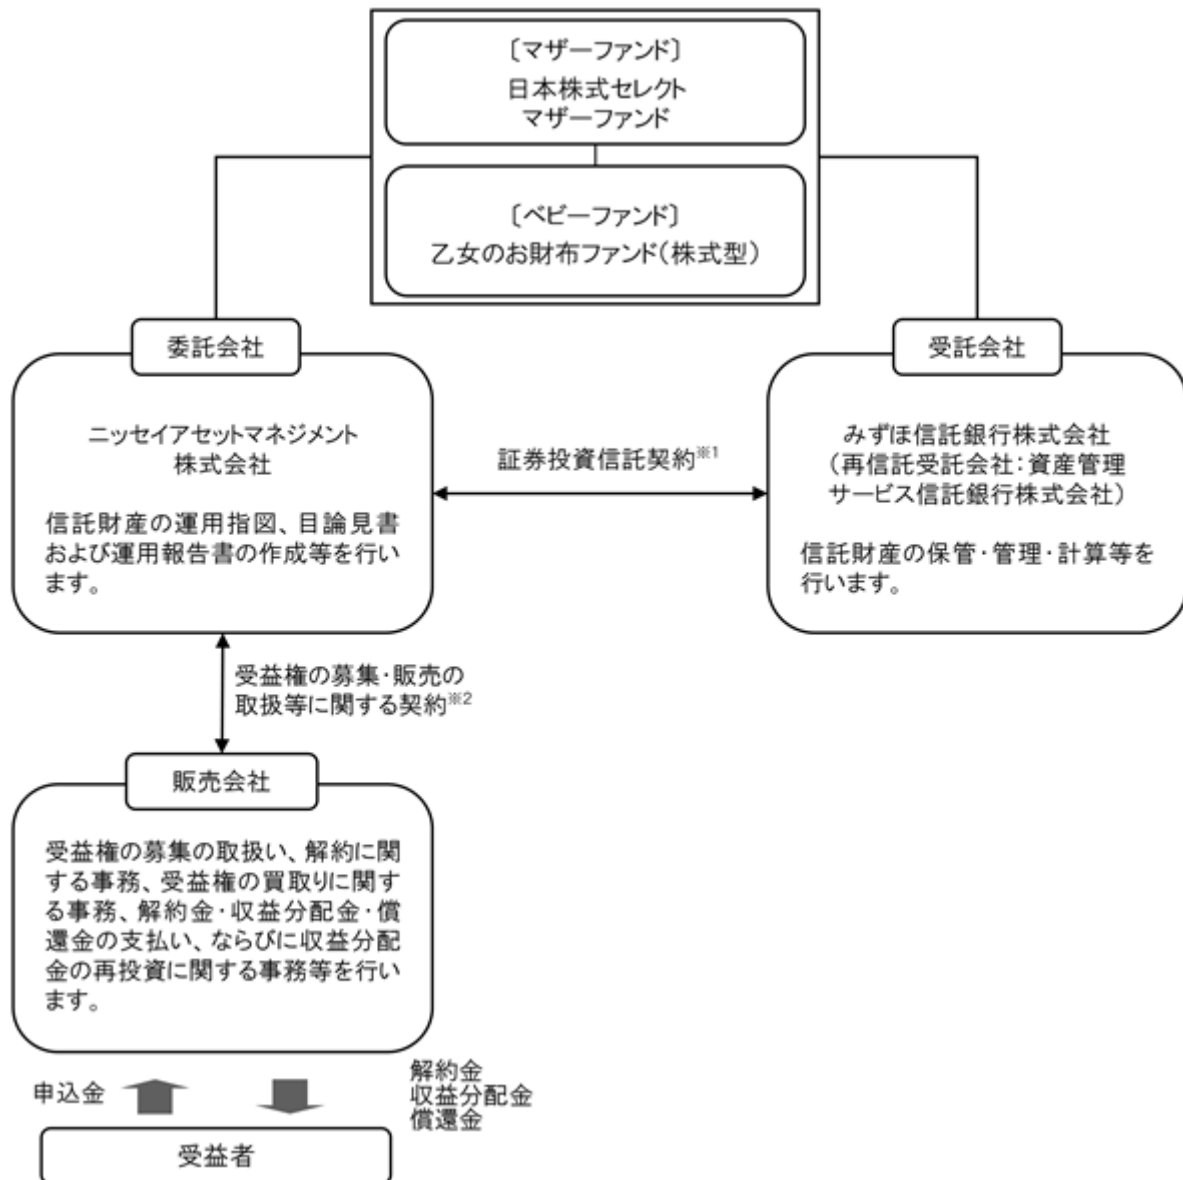 〔マザーファンド〕
日本株式セレクト
マザーファンド
〔ベビーファンド〕
乙女のお財布ファンド(株式型)
委託会社
ニッセイアセットマネジメント
株式会社
信託財産の運用指図、目論見書
および運用報告書の作成等を行い
ます。
証券投資信託契約※1
受託会社
みずほ信託銀行株式会社
(再信託受託会社:資産管理
サービス信託銀行株式会社)
信託財産の保管・管理・計算等を
行います。
受益権の募集・販売の
取扱等に関する契約※2
販売会社
受益権の募集の取扱い、解約に関
する事務、受益権の買取りに関す
る事務、解約金・収益分配金・償
還金の支払い、ならびに収益分配
金の再投資に関する事務等を行い
ます。
申込金
解約金
収益分配金
償還金
受益者